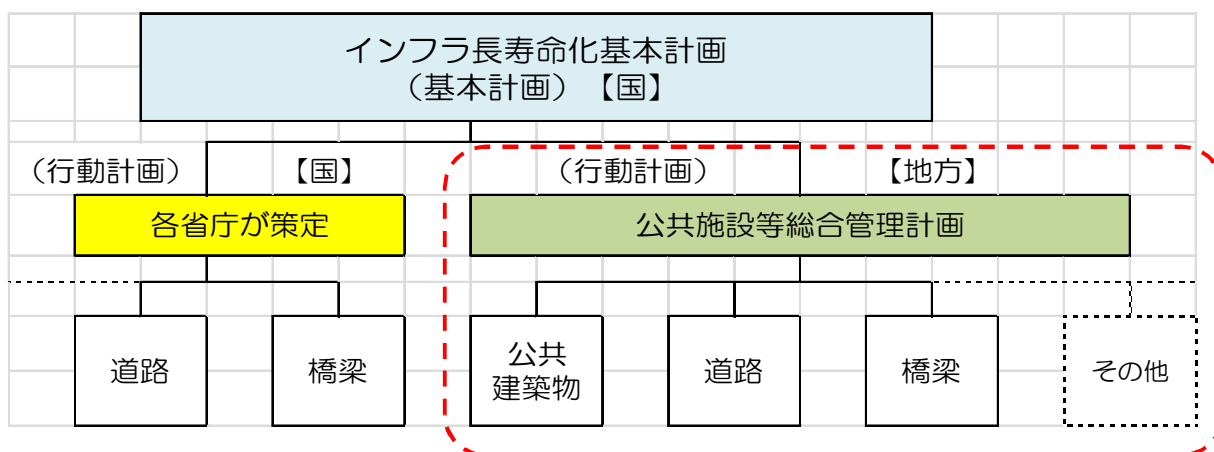 インフラ長寿命化基本計画
（基本計画）【国】
（行動計画） 【国】 （行動計画） 【地方】
各省庁が策定 公共施設等総合管理計画
道路 橋梁 公共
建築物 道路 橋梁 その他